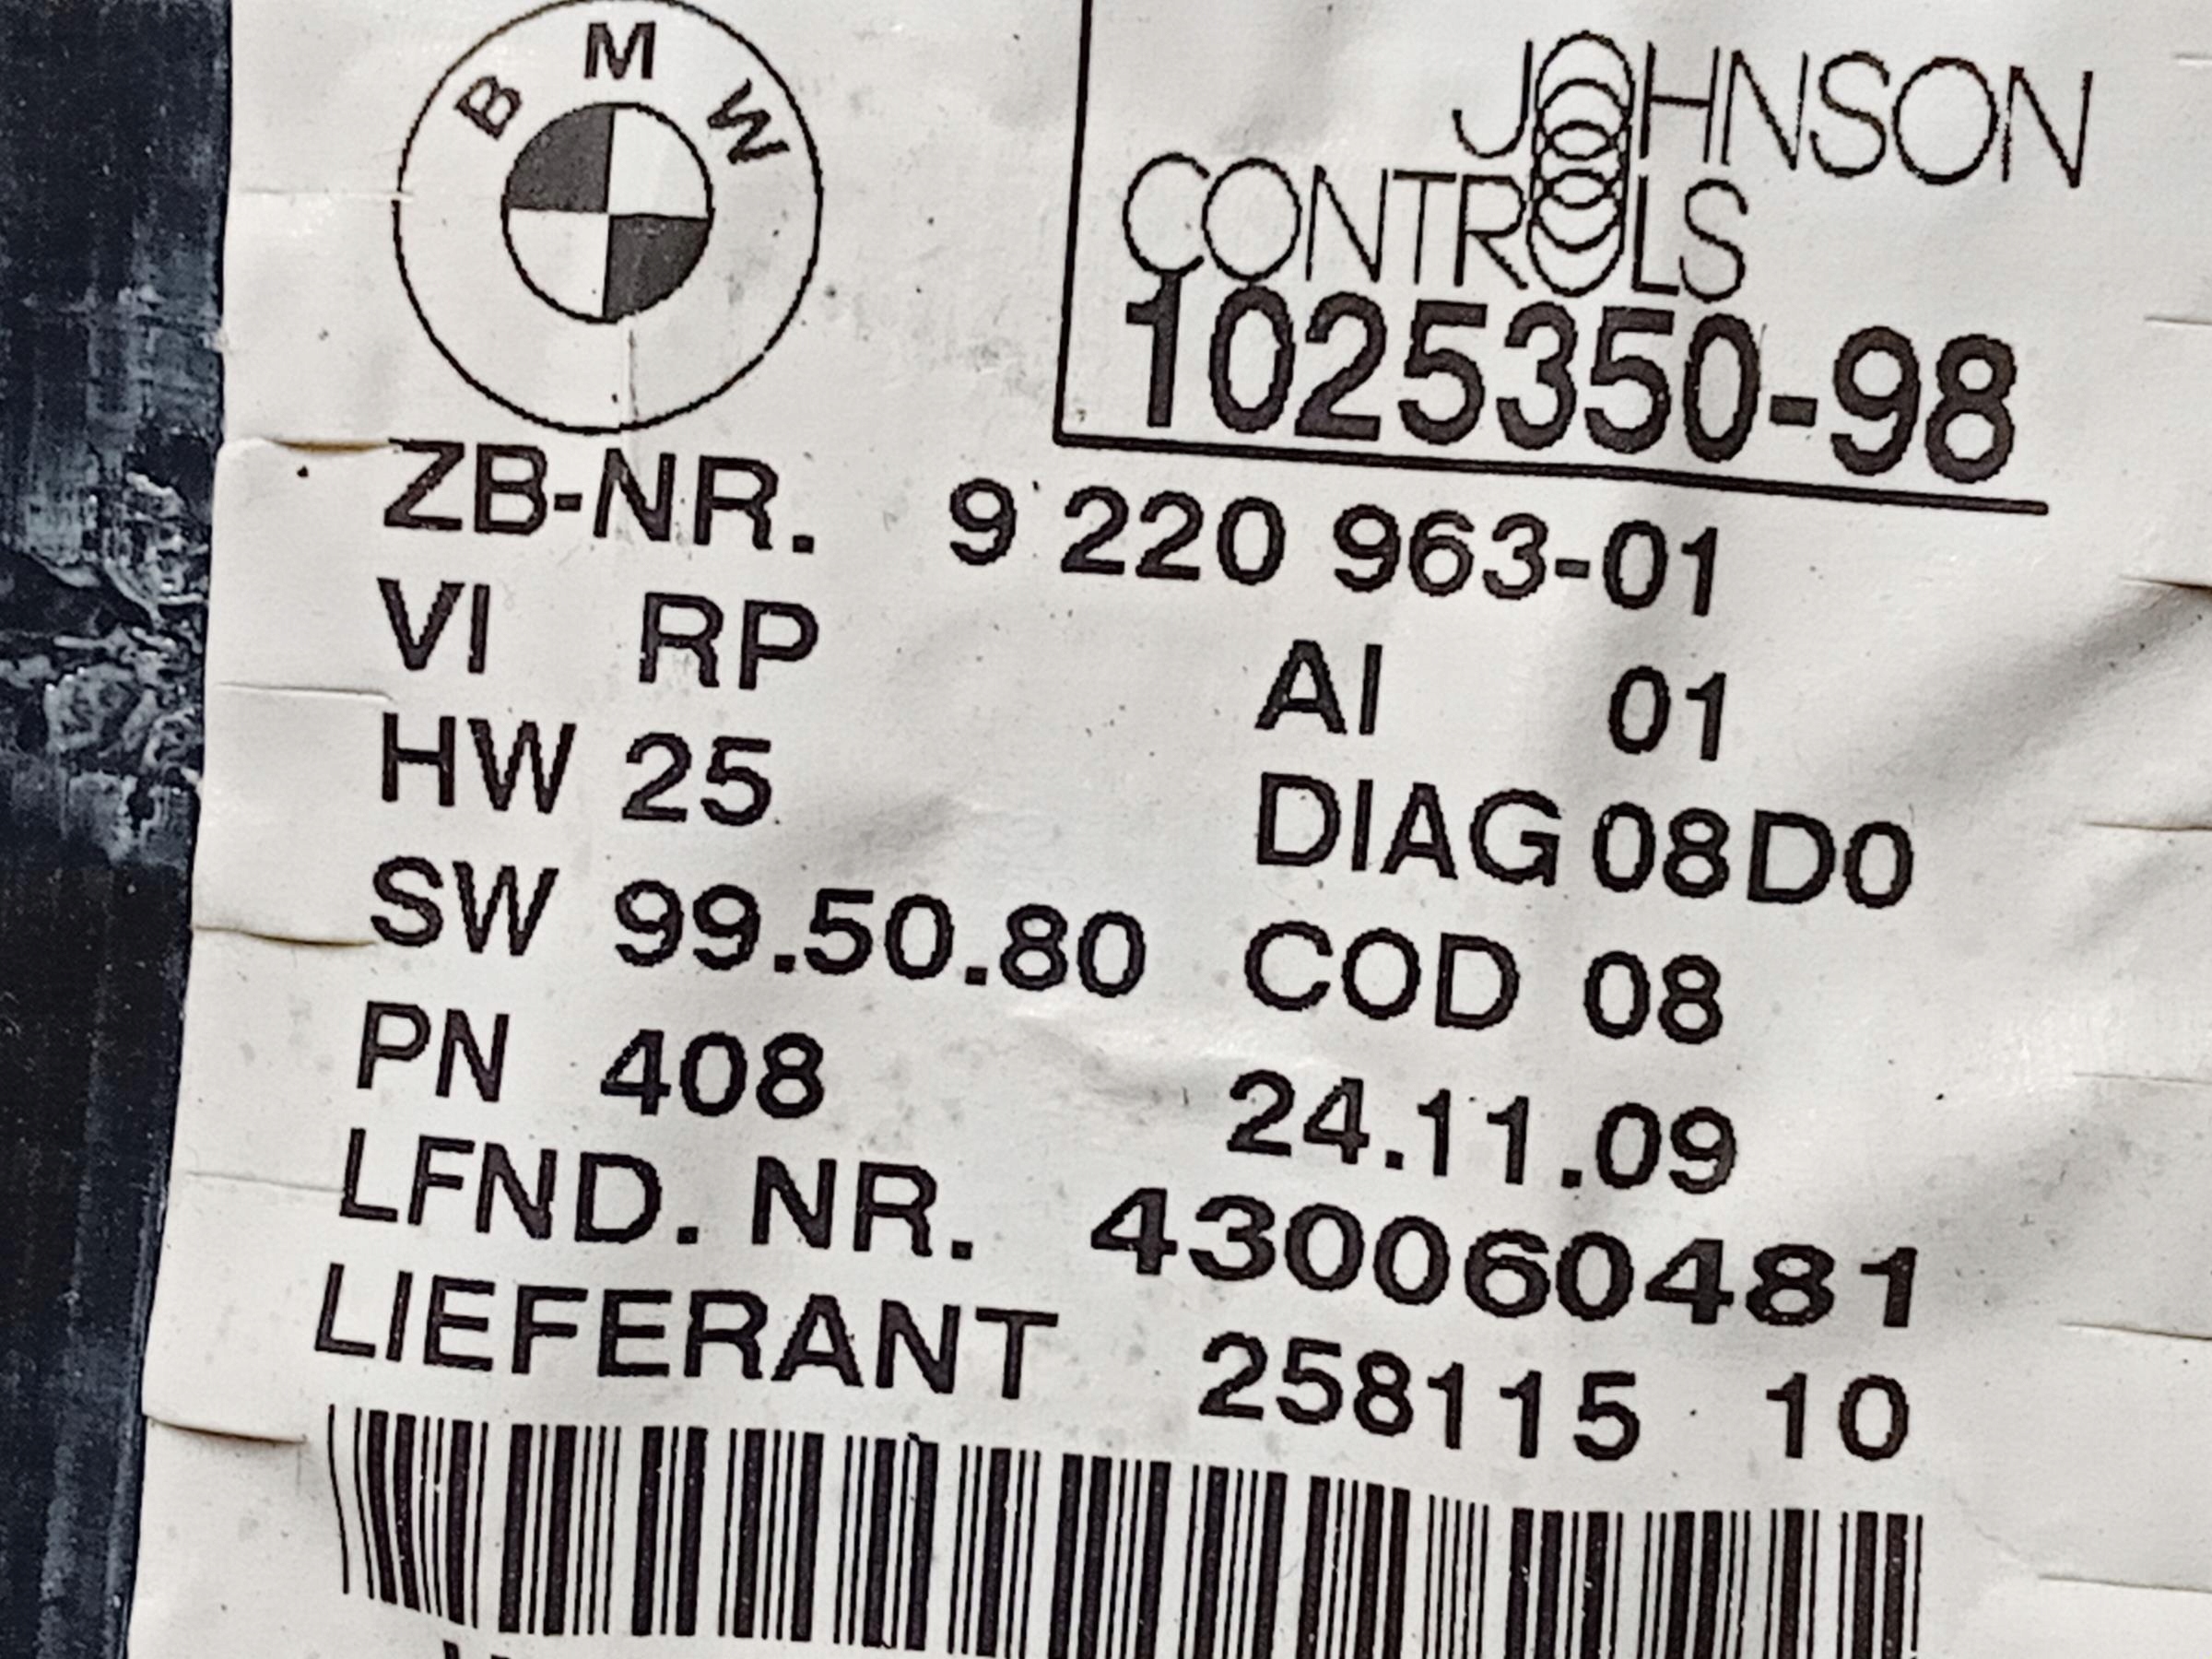 BMW
JOHNSON
CONTROLS
1025350-98
ZB-NR. 9 220 963-01
VI RP AI 01
HW 25 DIAG 08D0
SW 99.50.80 COD 08
PN 408 24.11.09
LFND. NR. 430060481
LIEFERANT 258115 10